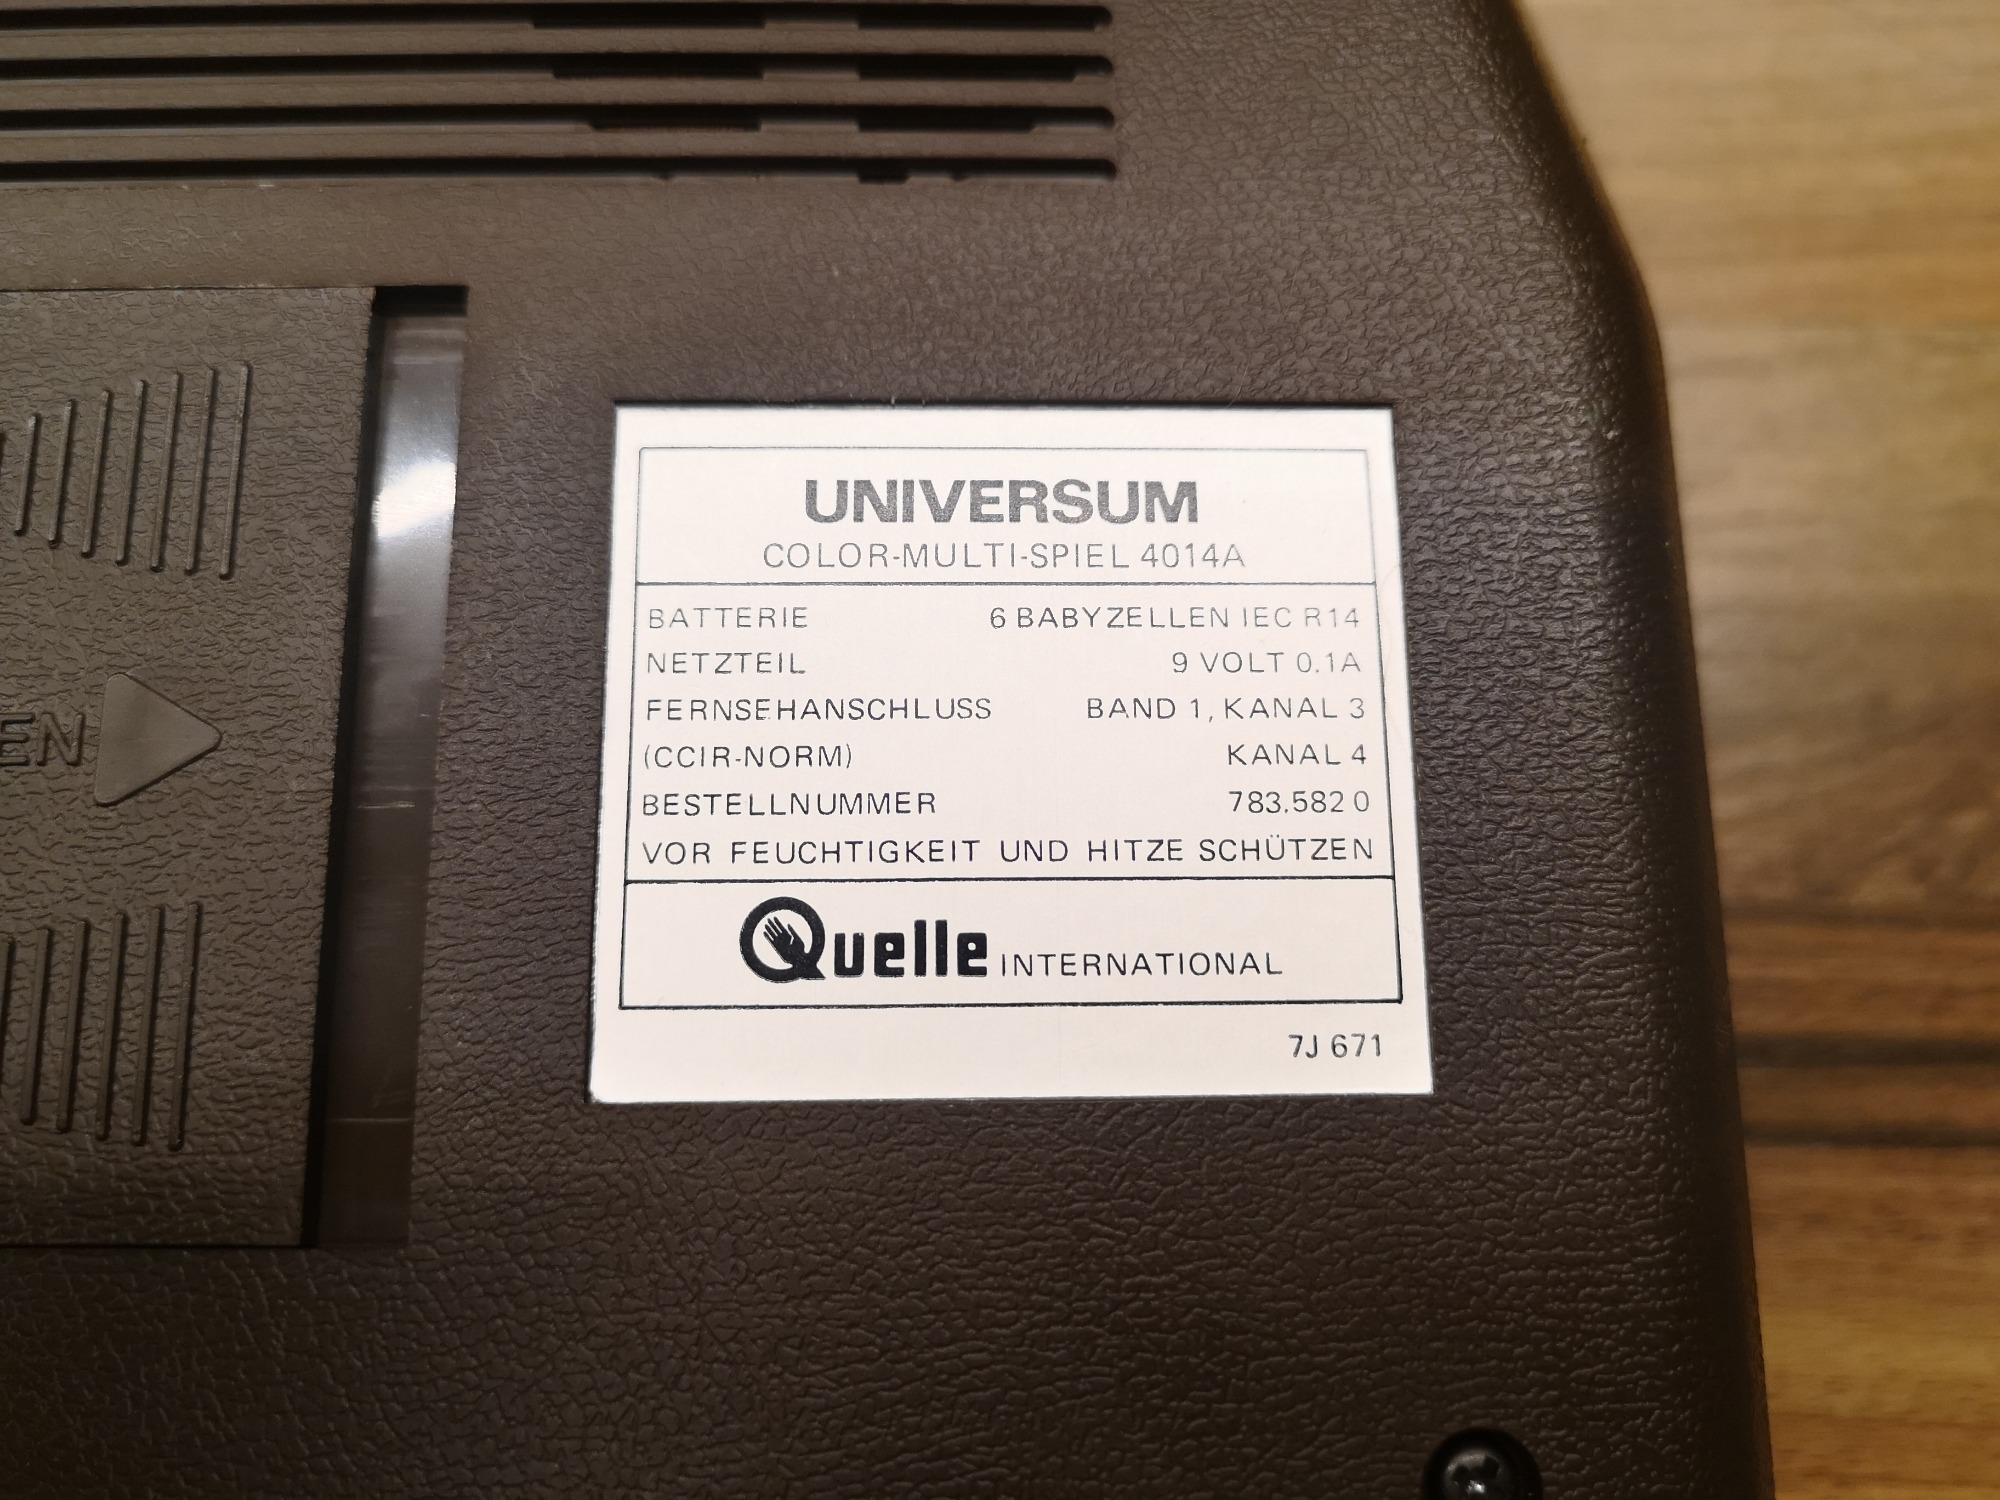 UNIVERSUM
COLOR-MULTI-SPIEL 4014A
BATTERIE 6 BABYZELLEN IEC R14
NETZTEIL 9 VOLT 0.1A
FERNSEHANSCHLUSS BAND 1, KANAL 3
(CCIR-NORM) KANAL 4
BESTELLNUMMER 783.582 0
VOR FEUCHTIGKEIT UND HITZE SCHÜTZEN
Quelle INTERNATIONAL
7J 671
EN